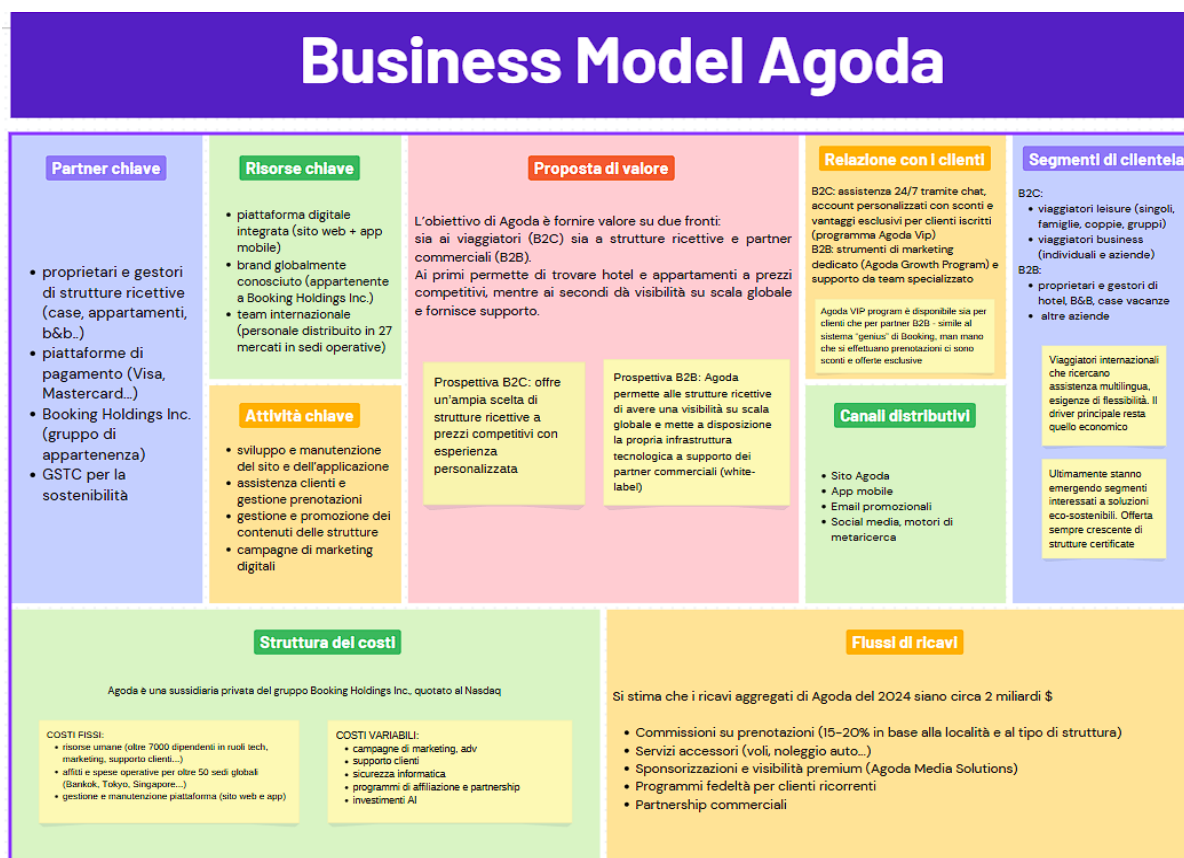 Business Model Agoda
Partner chiave
proprietari e gestori
di strutture ricettive
(case, appartamenti,
b&b..)
piattaforme di
pagamento (Visa,
Mastercard...)
Booking Holdings Inc.
(gruppo di
appartenenza)
GSTC per la
sostenibilità
Risorse chiave
piattaforma digitale
integrata (sito web + app
mobile)
brand globalmente
conosciuto (appartenente
a Booking Holdings Inc.)
team internazionale
(personale distribuito in 27
mercati in sedi operative)
Attività chiave
sviluppo e manutenzione
del sito e dell'applicazione
assistenza clienti e
gestione prenotazioni
gestione e promozione dei
contenuti delle strutture
campagne di marketing
digitali
Proposta di valore
L'obiettivo di Agoda è fornire valore su due fronti:
sia ai viaggiatori (B2C) sia a strutture ricettive e partner
commerciali (B2B).
Ai primi permette di trovare hotel e appartamenti a prezzi
competitivi, mentre ai secondi dà visibilità su scala globale
e fornisce supporto.
Prospettiva B2C: offre
un'ampia scelta di
strutture ricettive a
prezzi competitivi con
esperienza
personalizzata
Prospettiva B2B: Agoda
permette alle strutture ricettive
di avere una visibilità su scala
globale e mette a disposizione
la propria infrastruttura
tecnologica a supporto dei
partner commerciali (white-
label)
Relazione con i clienti
B2C: assistenza 24/7 tramite chat,
account personalizzati con sconti e
vantaggi esclusivi per clienti iscritti
(programma Agoda Vip)
B2B: strumenti di marketing
dedicato (Agoda Growth Program) e
supporto da team specializzato
Agoda VIP program è disponibile sia per
clienti che per partner B2B - simile al
sistema "genius" di Booking, man mano
che si effettuano prenotazioni ci sono
sconti e offerte esclusive
Canali distributivi
Sito Agoda
App mobile
Email promozionali
Social media, motori di
metaricerca
Segmenti di clientela
B2C:
viaggiatori leisure (singoli,
famiglie, coppie, gruppi)
viaggiatori business
(individuali e aziende)
B2B:
proprietari e gestori di
hotel, B&B, case vacanze
altre aziende
Viaggiatori internazionali
che ricercano
assistenza multilingua,
esigenze di flessibilità. Il
driver principale resta
quello economico
Ultimamente stanno
emergendo segmenti
interessati a soluzioni
eco-sostenibili. Offerta
sempre crescente di
strutture certificate
Struttura dei costi
Agoda è una sussidiaria privata del gruppo Booking Holdings Inc., quotato al Nasdaq
COSTI FISSI:
risorse umane (oltre 7000 dipendenti in ruoli tech,
marketing, supporto clienti...)
affitti e spese operative per oltre 50 sedi globali
(Bankok, Tokyo, Singapore...)
gestione e manutenzione piattaforma (sito web e app)
COSTI VARIABILI:
campagne di marketing, adv
supporto clienti
sicurezza informatica
programmi di affiliazione e partnership
investimenti AI
Flussi di ricavi
Si stima che i ricavi aggregati di Agoda del 2024 siano circa 2 miliardi $
Commissioni su prenotazioni (15-20% in base alla località e al tipo di struttura)
Servizi accessori (voli, noleggio auto...)
Sponsorizzazioni e visibilità premium (Agoda Media Solutions)
Programmi fedeltà per clienti ricorrenti
Partnership commerciali